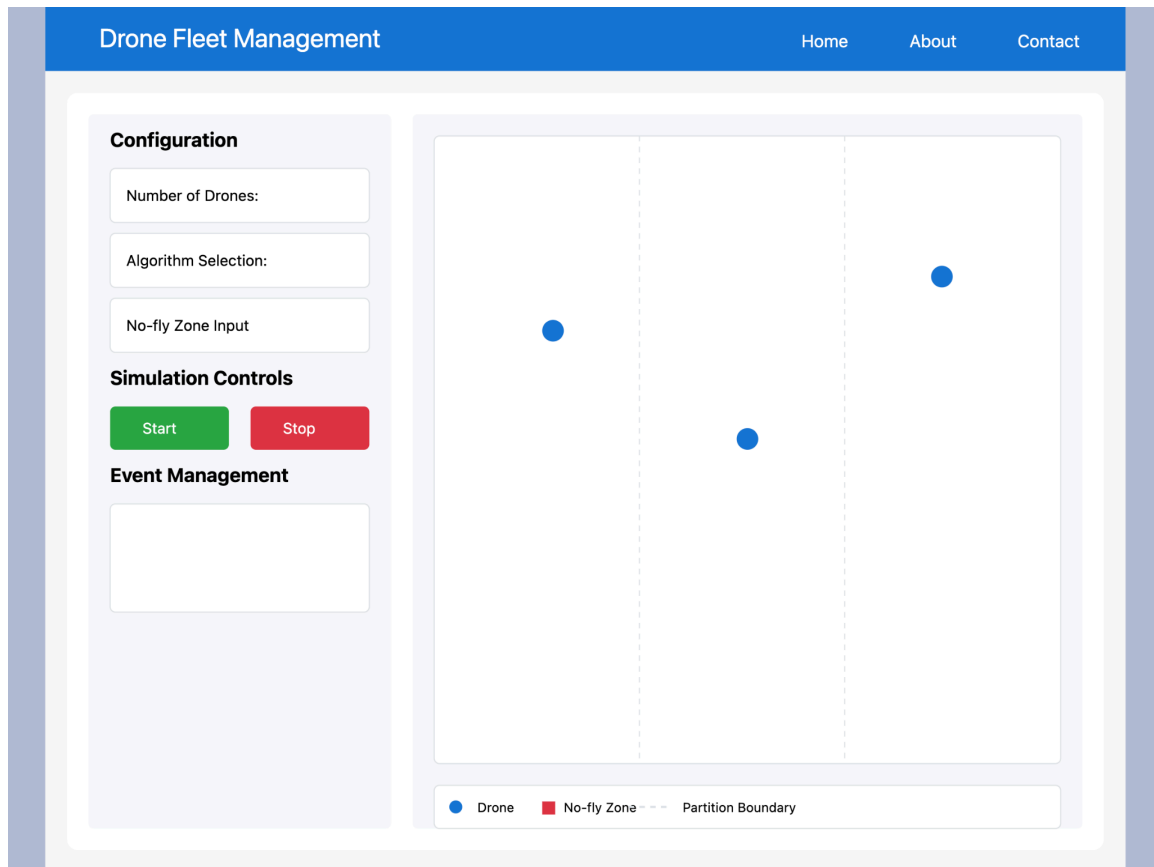 Drone Fleet Management
Home About Contact
Configuration
Number of Drones:
Algorithm Selection:
No-fly Zone Input
Simulation Controls
Start Stop
Event Management
Drone No-fly Zone Partition Boundary